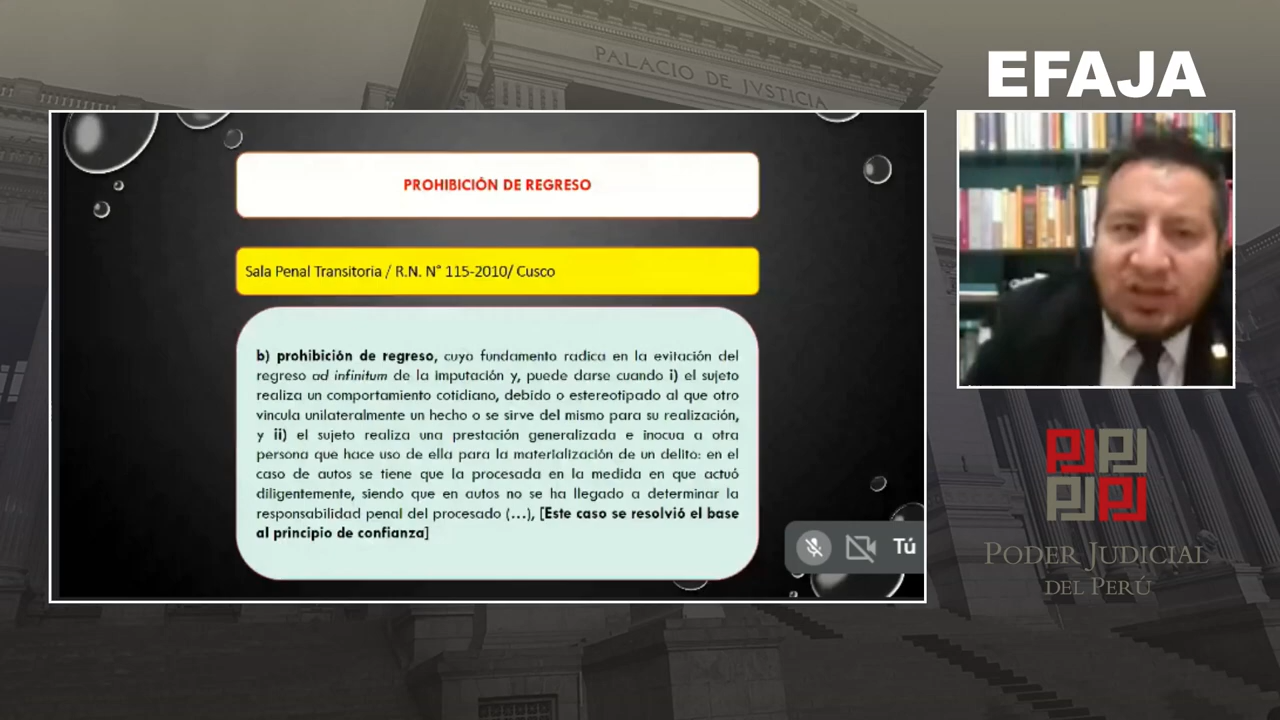 PALACIO DE JUSTICIA
EFAJA
PROHIBICIÓN DE REGRESO
Sala Penal Transitoria / R.N. N° 115-2010/ Cusco
b) prohibición de regreso, cuyo fundamento radica en la evitación del
regreso ad infinitum de la imputación y, puede darse cuando i) el sujeto
realiza un comportamiento cotidiano, debido o estereotipado al que otro
vincula unilateralmente un hecho o se sirve del mismo para su realización,
y ii) el sujeto realiza una prestación generalizada e inocua a otra
persona que hace uso de ella para la materialización de un delito: en el
caso de autos se tiene que la procesada en la medida en que actuó
diligentemente, siendo que en autos no se ha llegado a determinar la
responsabilidad penal del procesado (...), [Este caso se resolvió el base
al principio de confianza]
Tú
PJPJ
PJPJ
PODER JUDICIAL
DEL PERÚ